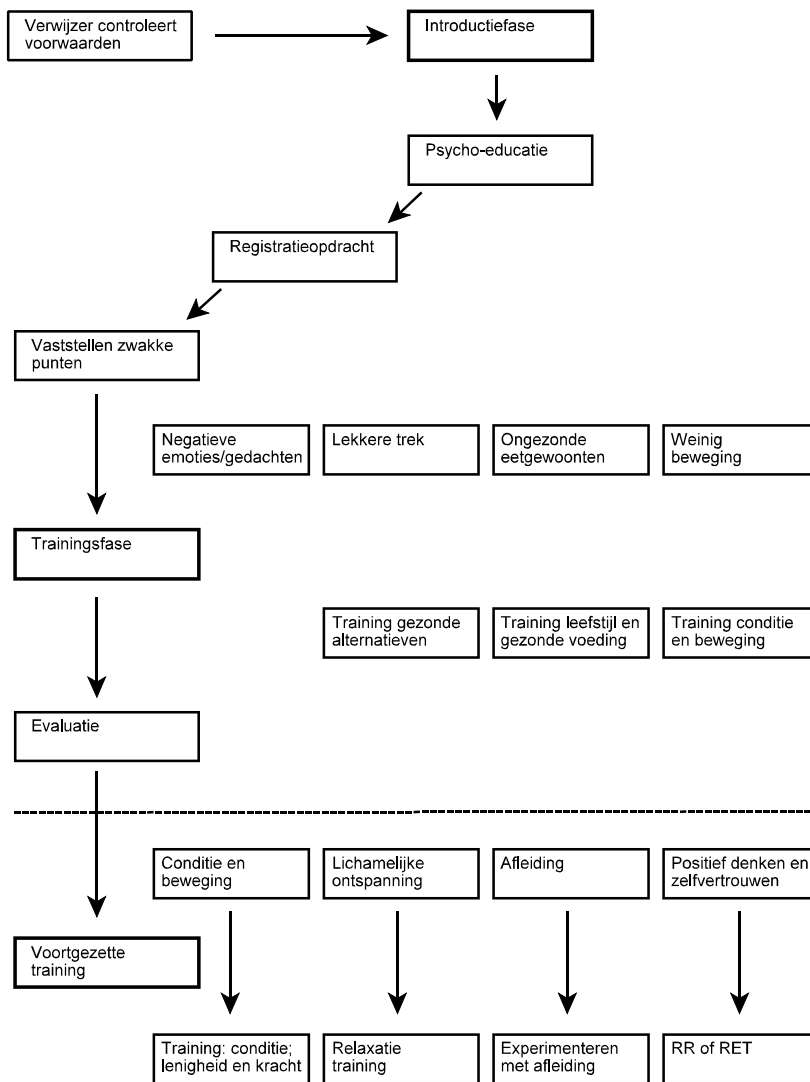 Verwijzer controleert
voorwaarden
Introductiefase
Psycho-educatie
Registratieopdracht
Vaststellen zwakke
punten
Negatieve
emoties/gedachten
Lekkere trek
Ongezonde
eetgewoonten
Weinig
beweging
Trainingsfase
Training gezonde
alternatieven
Training leefstijl en
gezonde voeding
Training conditie
en beweging
Evaluatie
Conditie en
beweging
Lichamelijke
ontspanning
Afleiding
Positief denken en
zelfvertrouwen
Voortgezette
training
Training: conditie;
lenigheid en kracht
Relaxatie
training
Experimenteren
met afleiding
RR of RET